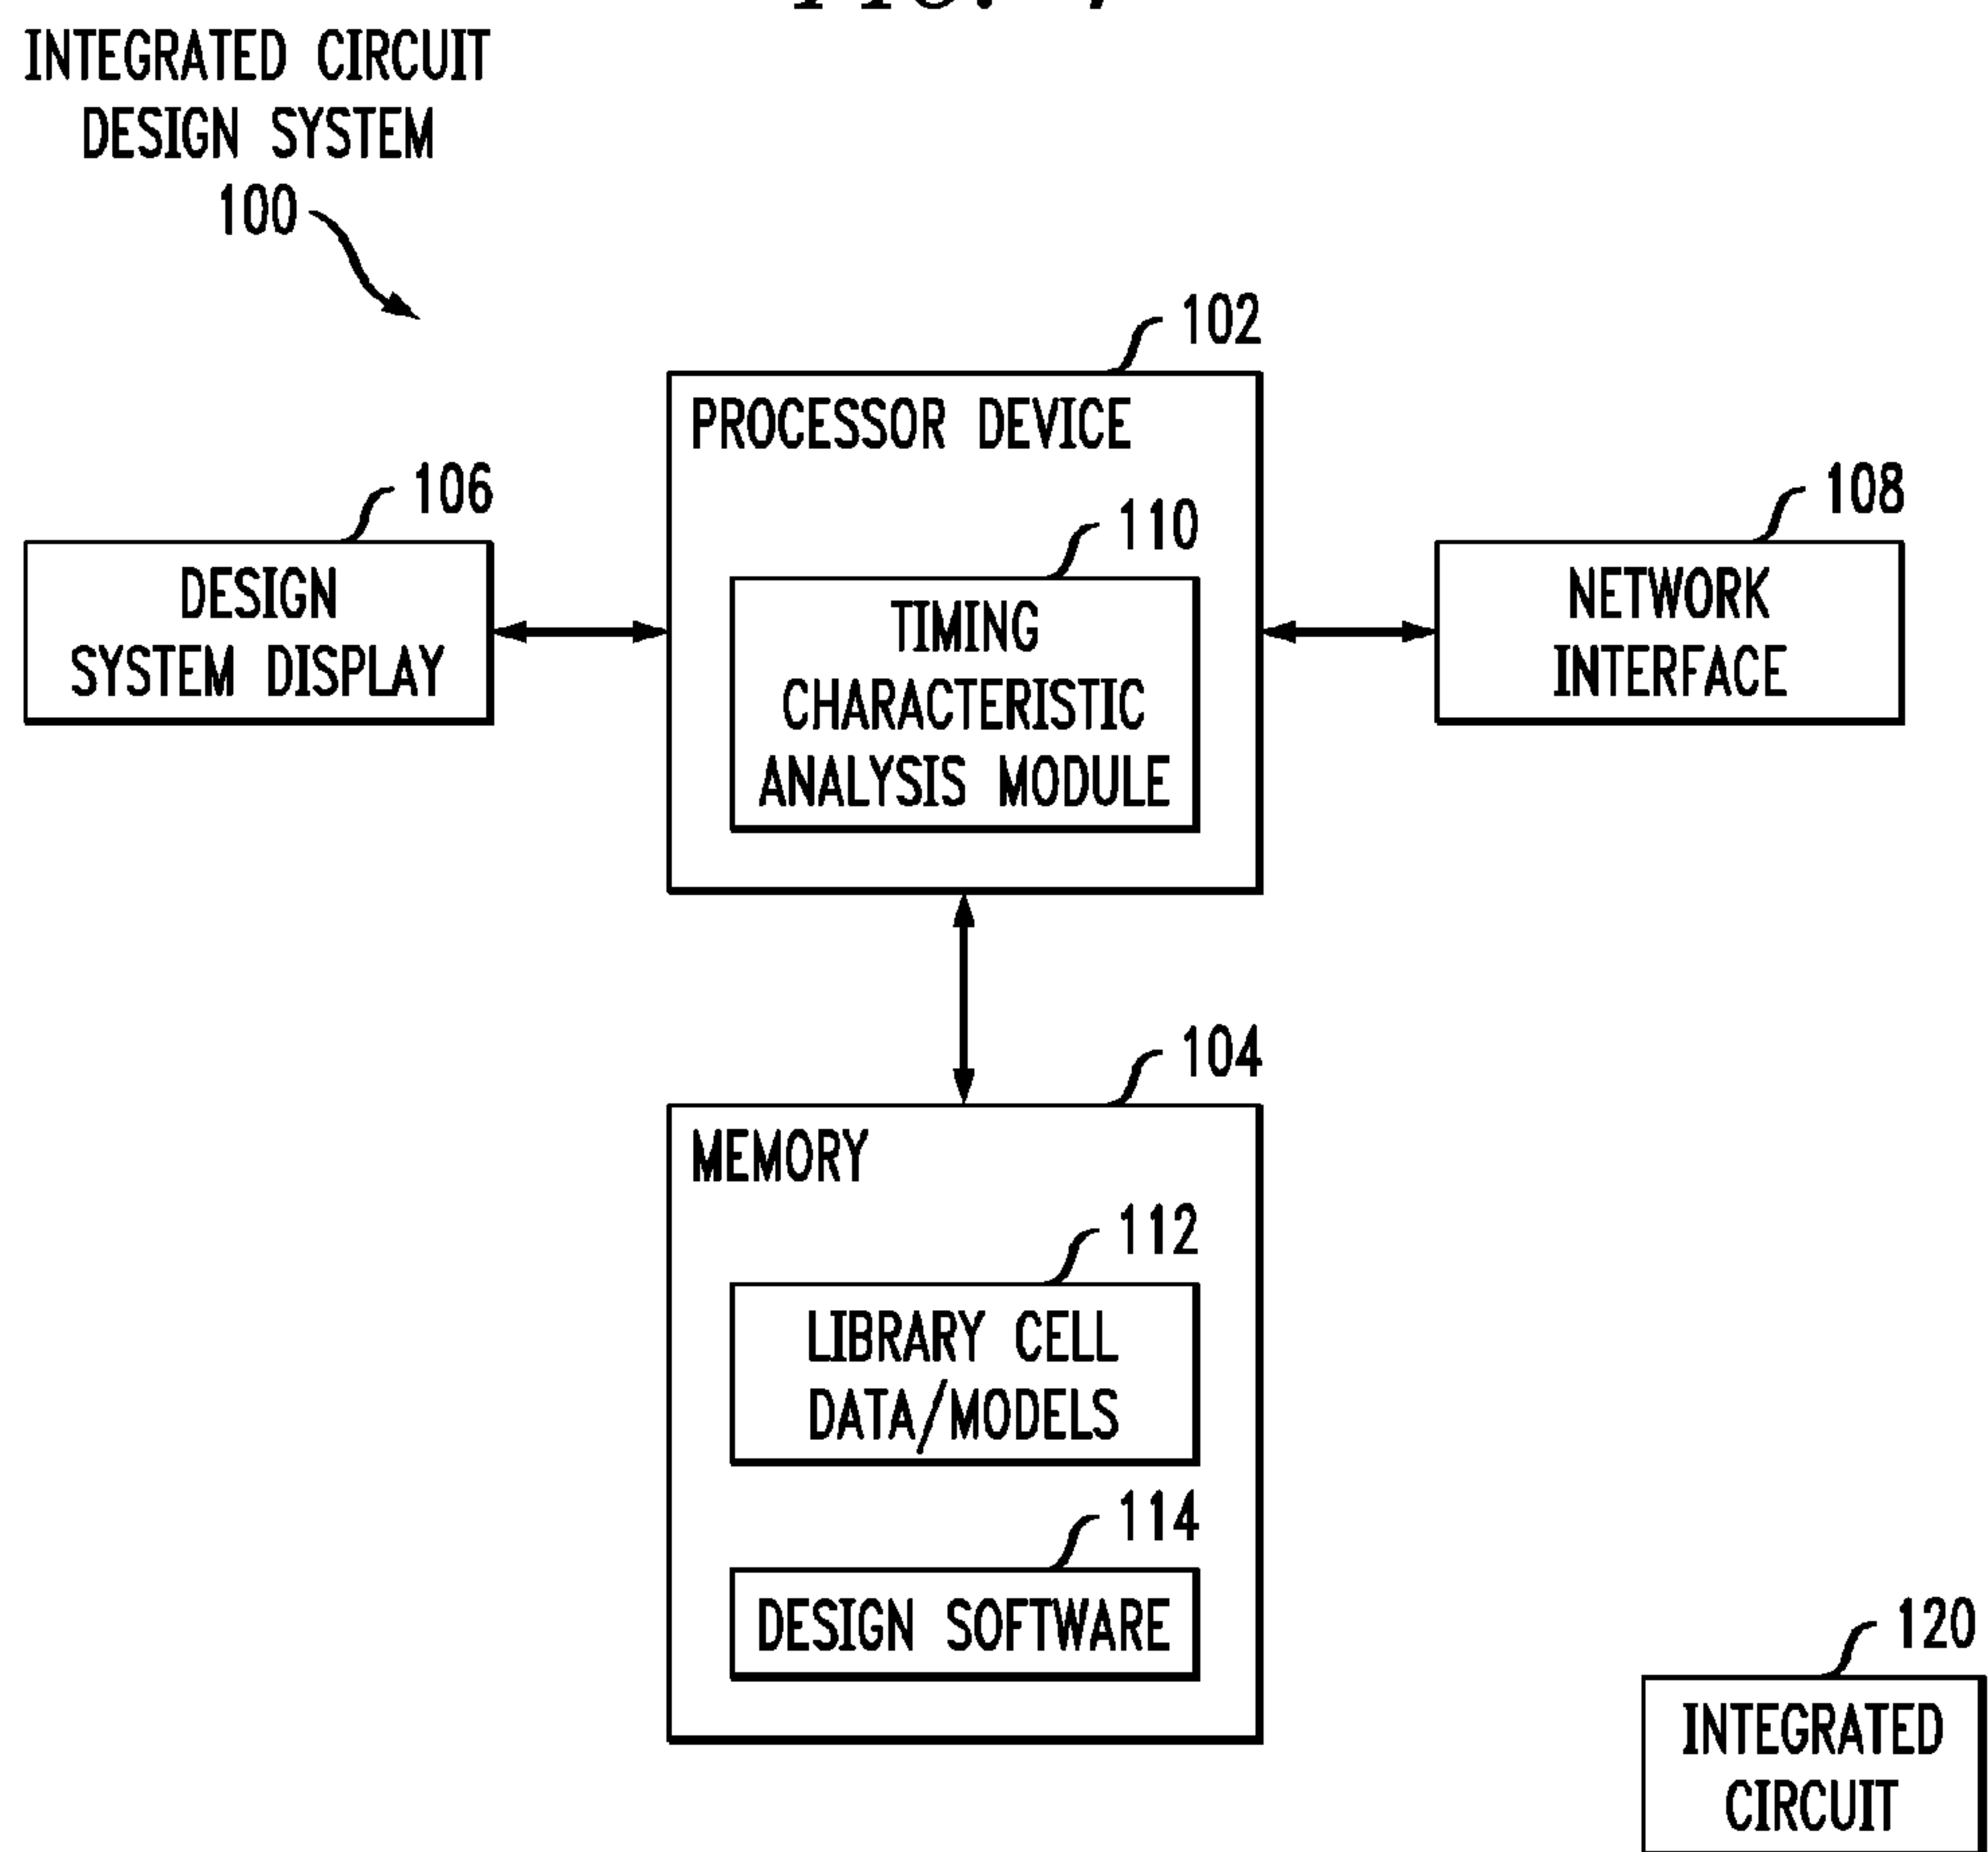 INTEGRATED CIRCUIT
DESIGN SYSTEM
100
102
PROCESSOR DEVICE
106
DESIGN
SYSTEM DISPLAY
110
TIMING
CHARACTERISTIC
ANALYSIS MODULE
108
NETWORK
INTERFACE
104
MEMORY
112
LIBRARY CELL
DATA/MODELS
114
DESIGN SOFTWARE
120
INTEGRATED
CIRCUIT